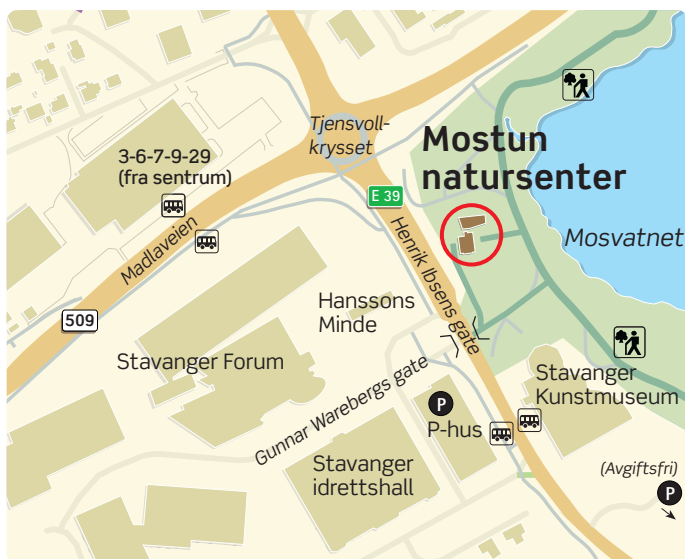 Tjensvoll-
krysset
Mostun
natursenter
3-6-7-9-29
(fra sentrum)
E 39
Madlaveien
Henrik Ibsens gate
Mosvatnet
509
Hanssons
Minde
Stavanger Forum
Gunnar Warebergs gate
P
P-hus
Stavanger
Kunstmuseum
Stavanger
idrettshall
(Avgiftsfri)
P